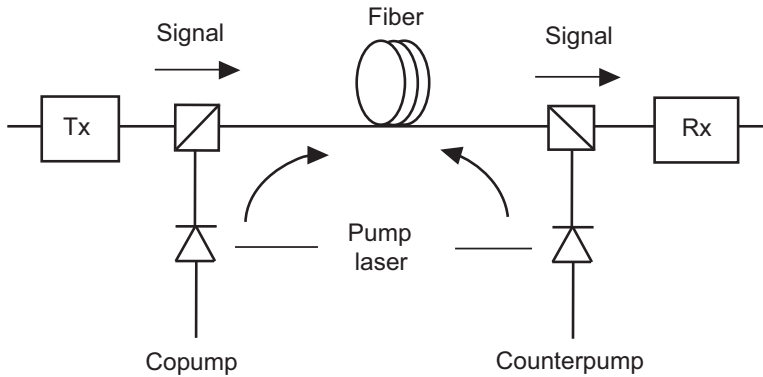 Fiber
Signal
Signal
Tx
Rx
Pump
laser
Copump
Counterpump